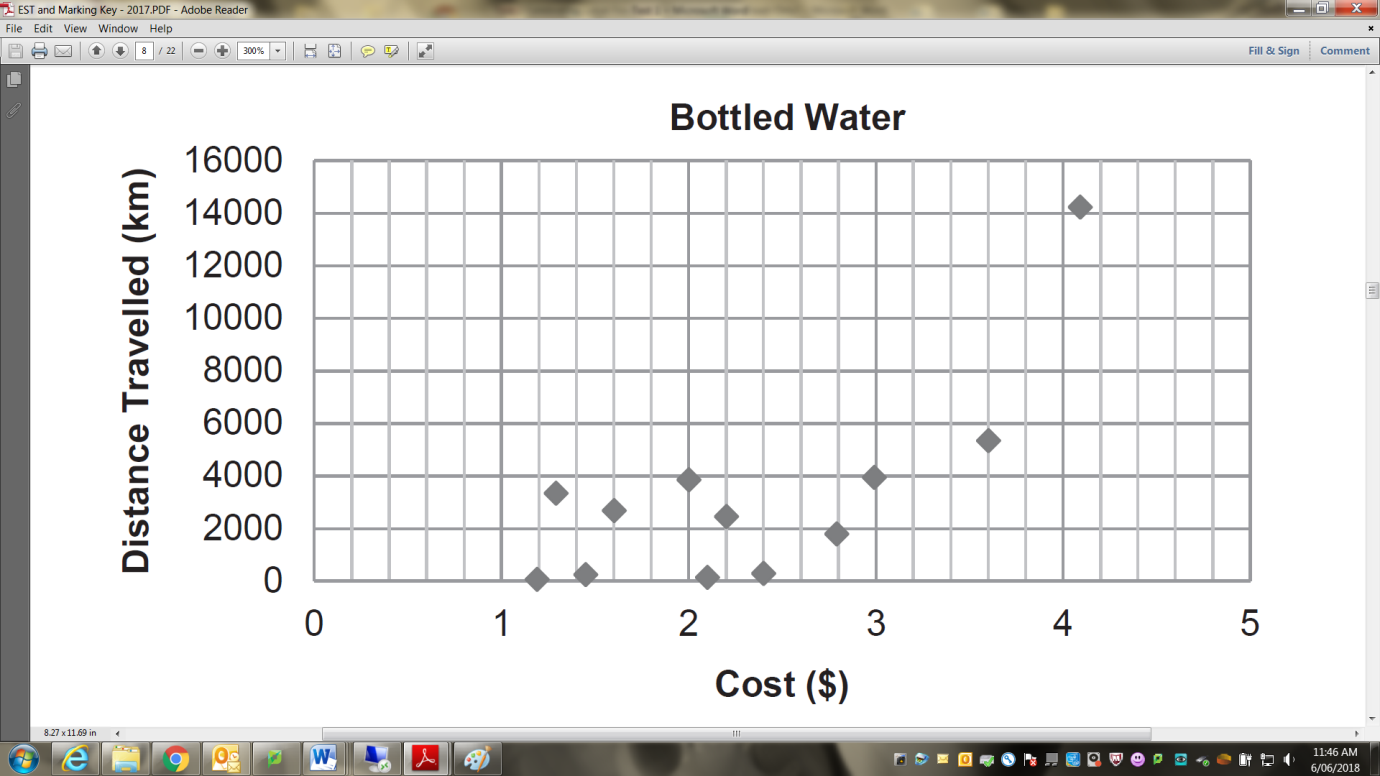 EST and Marking Key - 2017.PDF - Adobe Reader
File Edit View Window Help
8 / 22 300% Fill & Sign Comment
Bottled Water
Distance Travelled (km)
16000
14000
12000
10000
8000
6000
4000
2000
0
0 1 2 3 4 5
Cost ($)
8.27 x 11.69 in
11:46 AM
6/06/2018